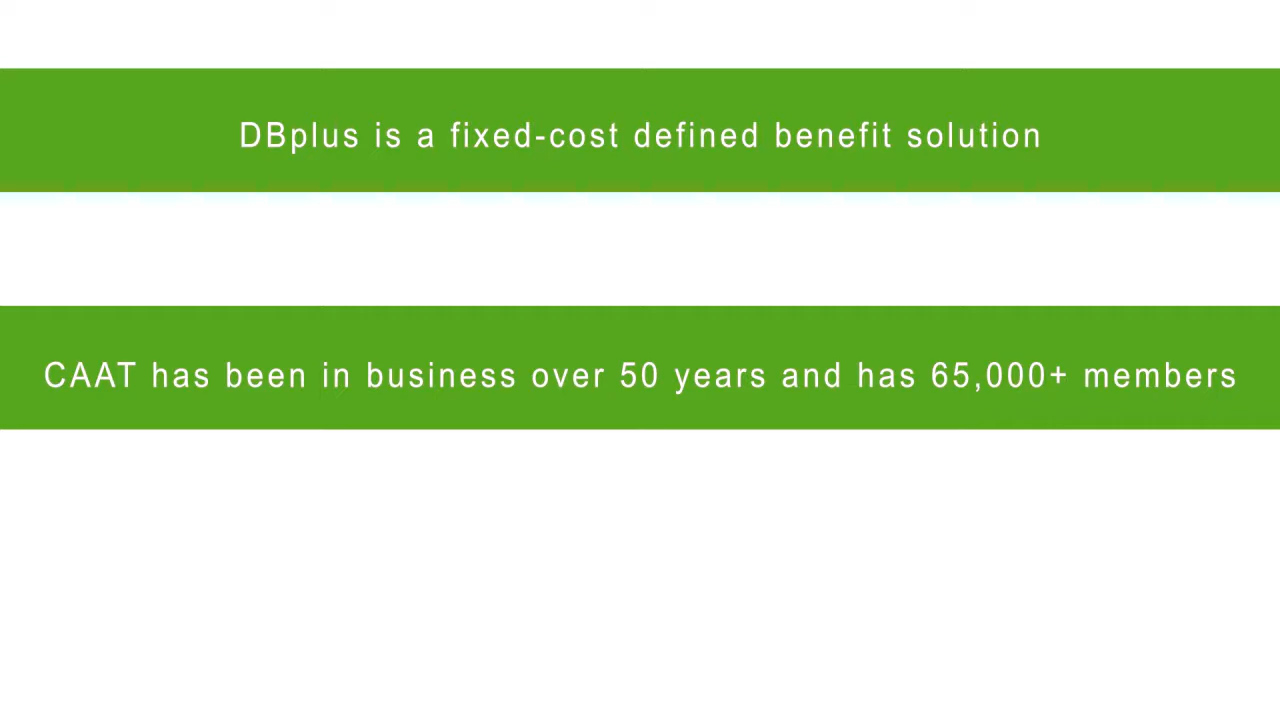 DBplus is a fixed-cost defined benefit solution
CAAT has been in business over 50 years and has 65,000+ members